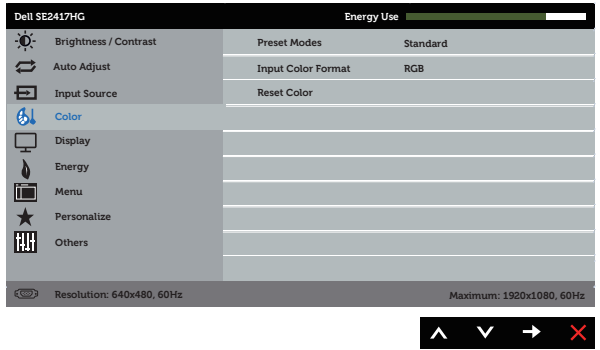 Dell SE2417HG Energy Use
Brightness / Contrast Preset Modes Standard
Auto Adjust Input Color Format RGB
Input Source Reset Color
Color
Display
Energy
Menu
Personalize
Others
Resolution: 640x480, 60Hz Maximum: 1920x1080, 60Hz